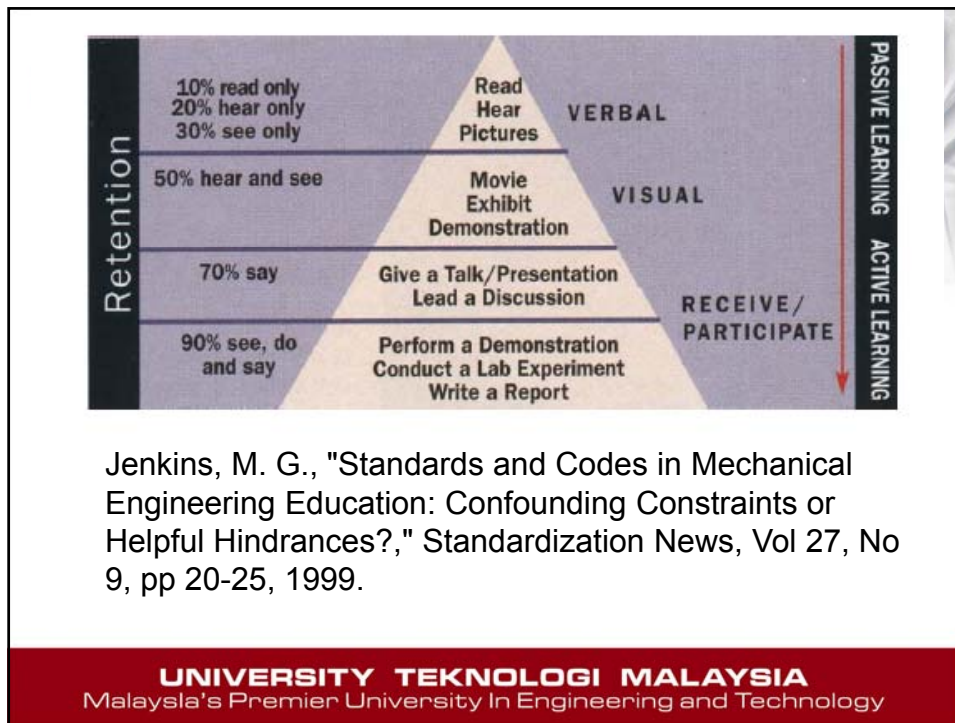 Retention
10% read only
20% hear only
30% see only
Read
Hear
Pictures
VERBAL
50% hear and see
Movie
Exhibit
Demonstration
VISUAL
70% say
Give a Talk/Presentation
Lead a Discussion
RECEIVE/
PARTICIPATE
90% see, do
and say
Perform a Demonstration
Conduct a Lab Experiment
Write a Report
PASSIVE LEARNING ACTIVE LEARNING
Jenkins, M. G., "Standards and Codes in Mechanical
Engineering Education: Confounding Constraints or
Helpful Hindrances?," Standardization News, Vol 27, No
9, pp 20-25, 1999.
UNIVERSITY TEKNOLOGI MALAYSIA
Malaysia's Premier University In Engineering and Technology